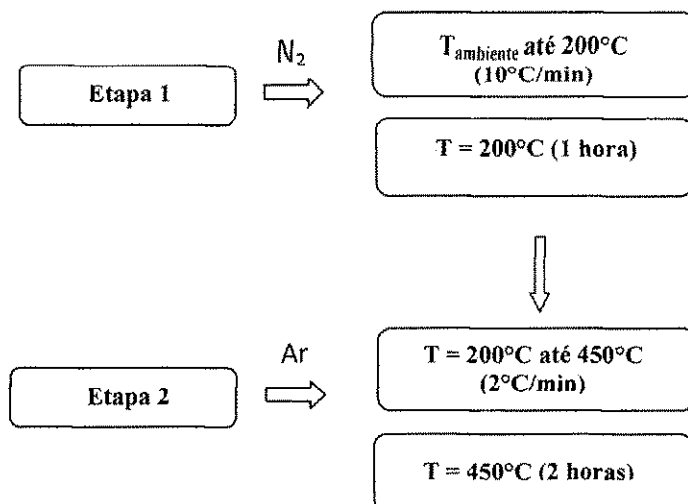 N₂
Etapa 1
T ambiente até 200°C
(10°C/min)
T = 200°C (1 hora)
Ar
Etapa 2
T = 200°C até 450°C
(2°C/min)
T = 450°C (2 horas)